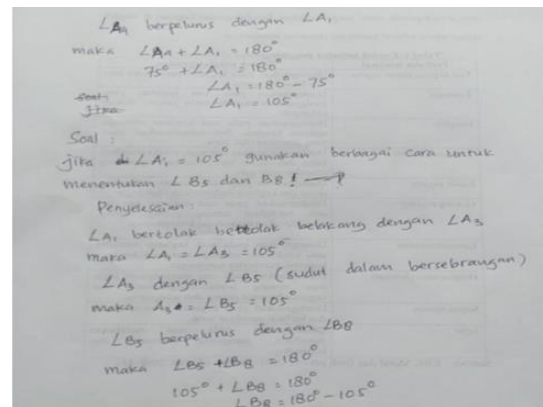 ∠A₄ berpelurus dengan ∠A₁
maka ∠A₄ + ∠A₁ = 180°
75° + ∠A₁ = 180°
∠A₁ = 180° - 75°
∠A₁ = 105°
Soal :
jika ∠A₁ = 105° gunakan berbagai cara untuk
menentukan ∠B5 dan B8!
Penyelesaian :
∠A₁ bertolak betolak belakang dengan ∠A3
maka ∠A₁ = ∠A3 = 105°
∠A3 dengan ∠B5 (sudut dalam bersebrangan)
maka A3 = ∠B5 = 105°
∠B5 berpelurus dengan ∠B8
maka ∠B5 + ∠B8 = 180°
105° + ∠B8 = 180°
∠B8 = 180° - 105°